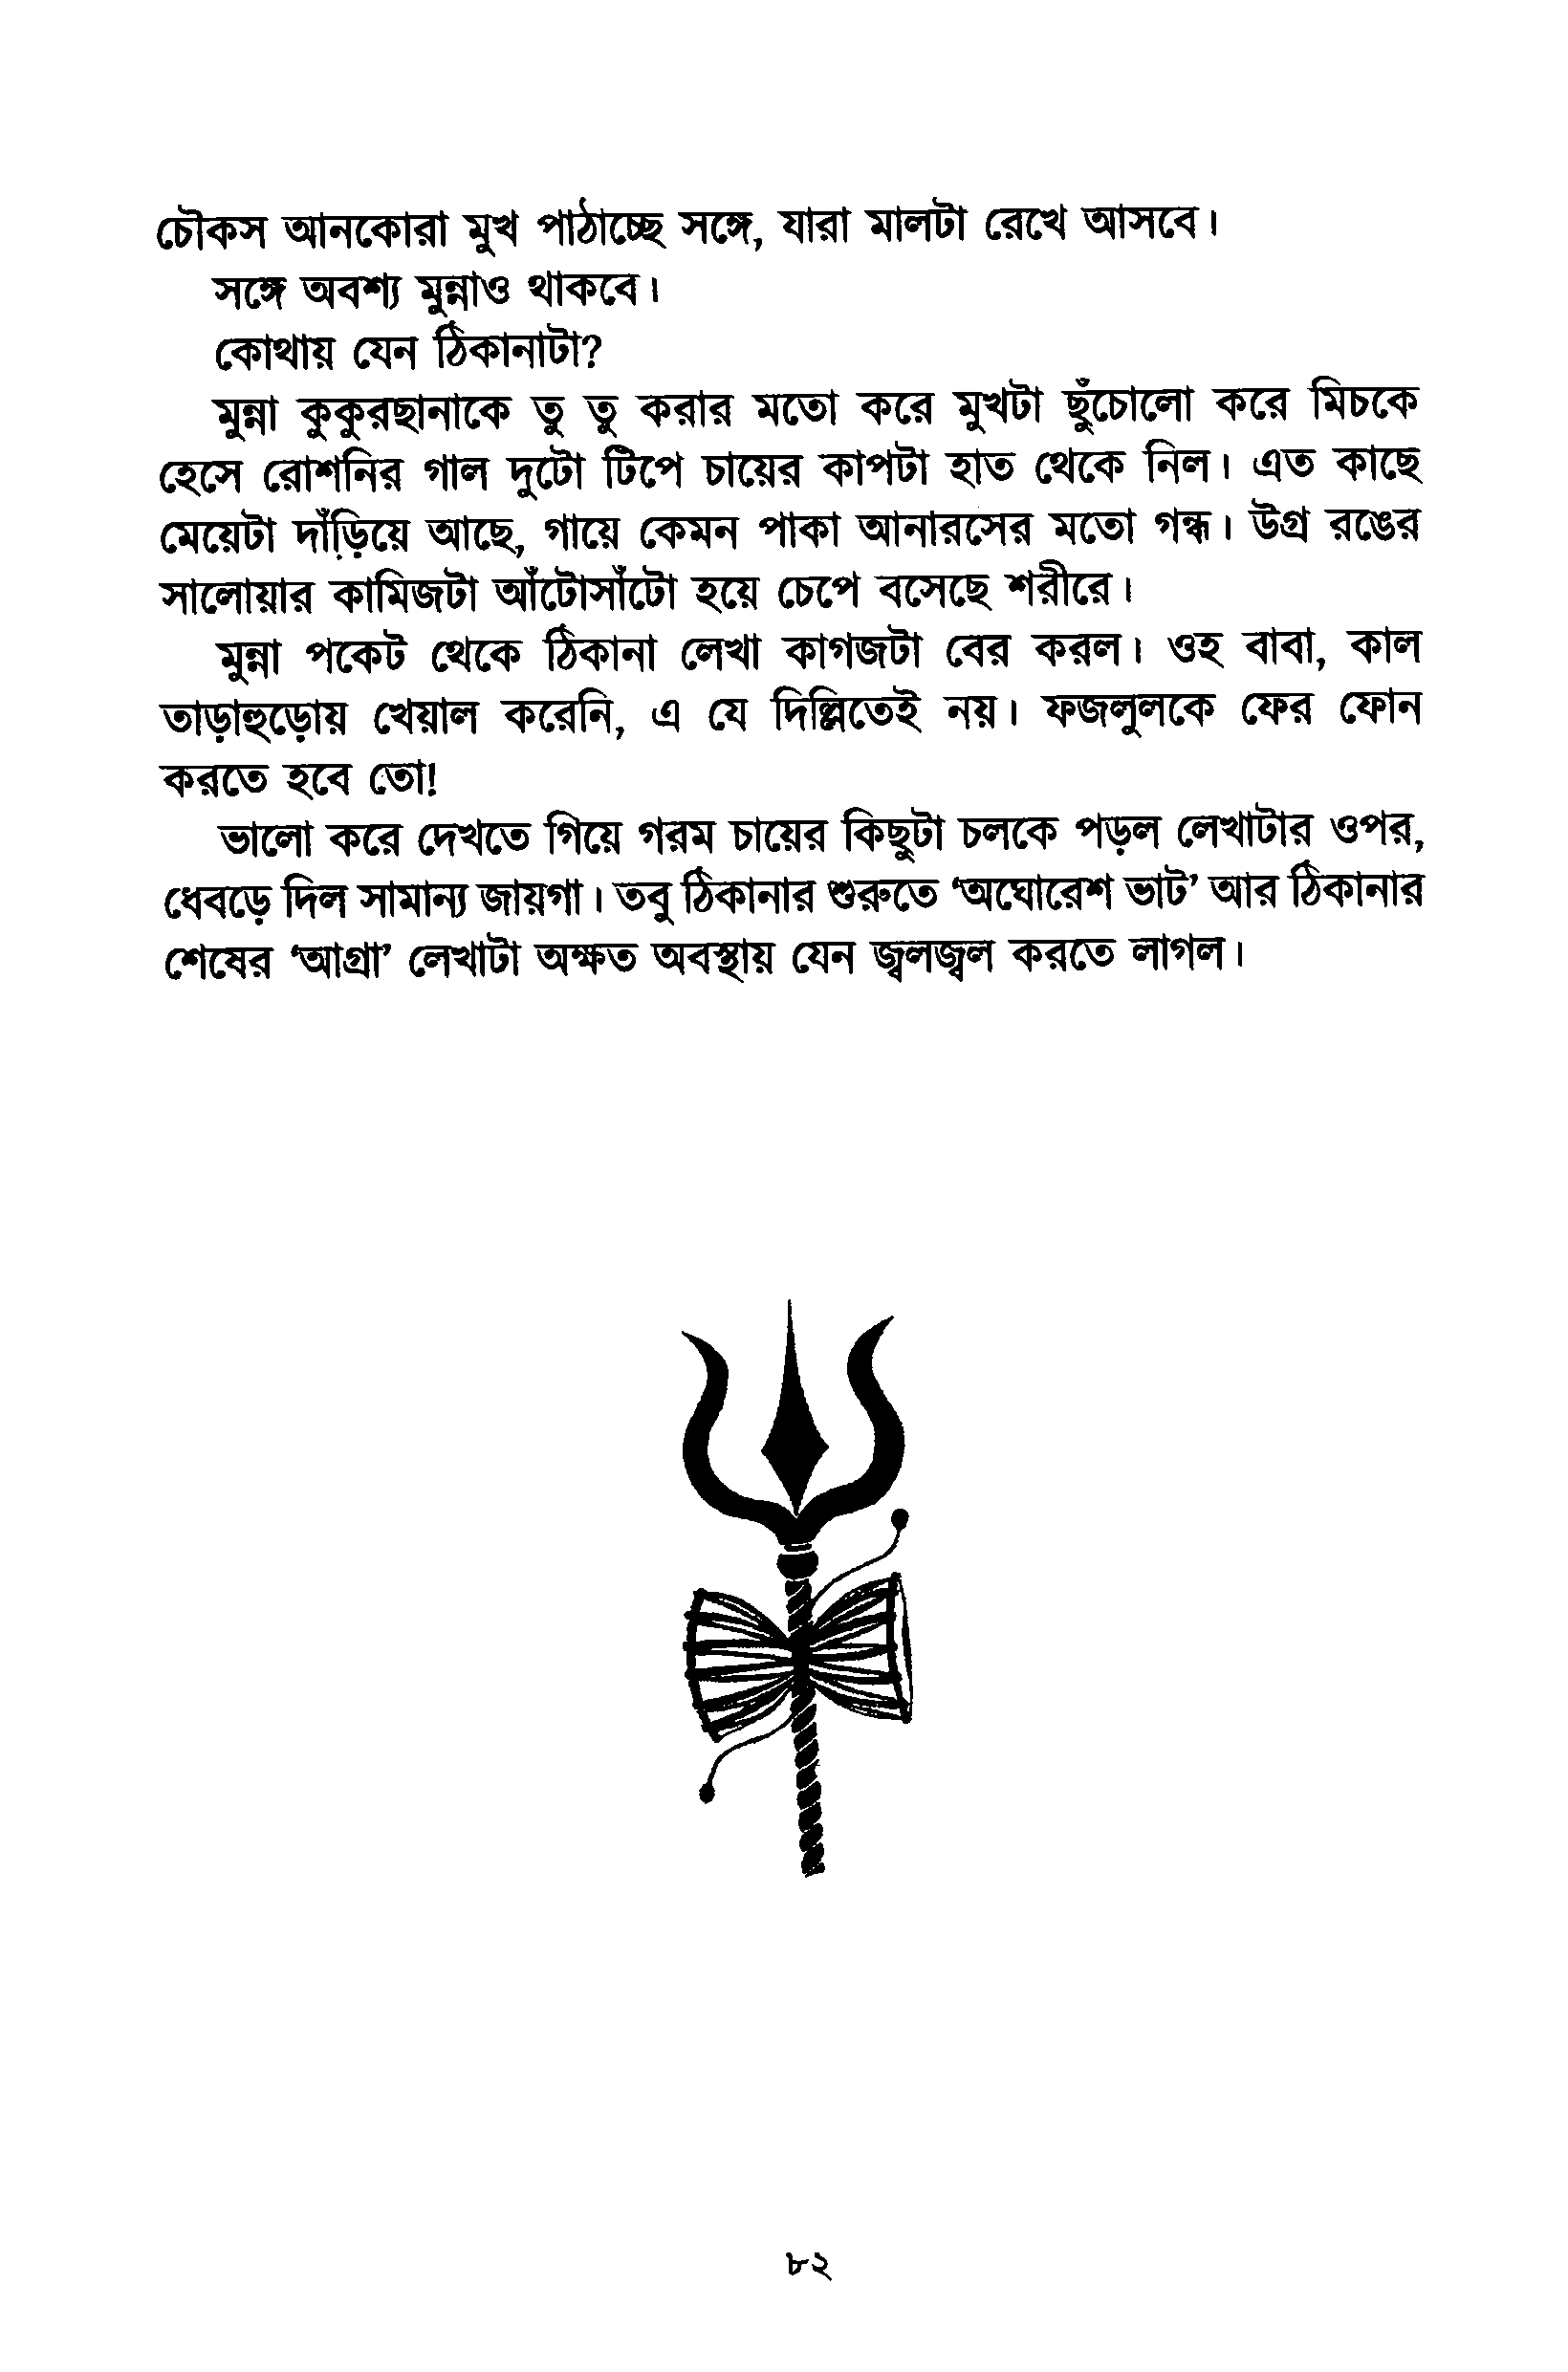 চৌকস আনকোরা মুখ পাঠাচ্ছে সঙ্গে, যারা মালটা রেখে আসবে।
সঙ্গে অবশ্য মুন্নাও থাকবে।
কোথায় যেন ঠিকানাটা?
মুন্না কুকুরছানাকে তু তু করার মতো করে মুখটা ছুঁচোলো করে মিচকে
হেসে রোশনির গাল দুটো টিপে চায়ের কাপটা হাত থেকে নিল। এত কাছে
মেয়েটা দাঁড়িয়ে আছে, গায়ে কেমন পাকা আনারসের মতো গন্ধ। উগ্র রঙের
সালোয়ার কামিজটা আঁটোসাঁটো হয়ে চেপে বসেছে শরীরে।
মুন্না পকেট থেকে ঠিকানা লেখা কাগজটা বের করল। ওহ বাবা, কাল
তাড়াহুড়োয় খেয়াল করেনি, এ যে দিল্লিতেই নয়। ফজলুলকে ফের ফোন
করতে হবে তো!
ভালো করে দেখতে গিয়ে গরম চায়ের কিছুটা চলকে পড়ল লেখাটার ওপর,
ধেবড়ে দিল সামান্য জায়গা। তবু ঠিকানার শুরুতে ‘অঘোরেশ ভাট’ আর ঠিকানার
শেষের ‘আগ্রা’ লেখাটা অক্ষত অবস্থায় যেন জ্বলজ্বল করতে লাগল।
৮২